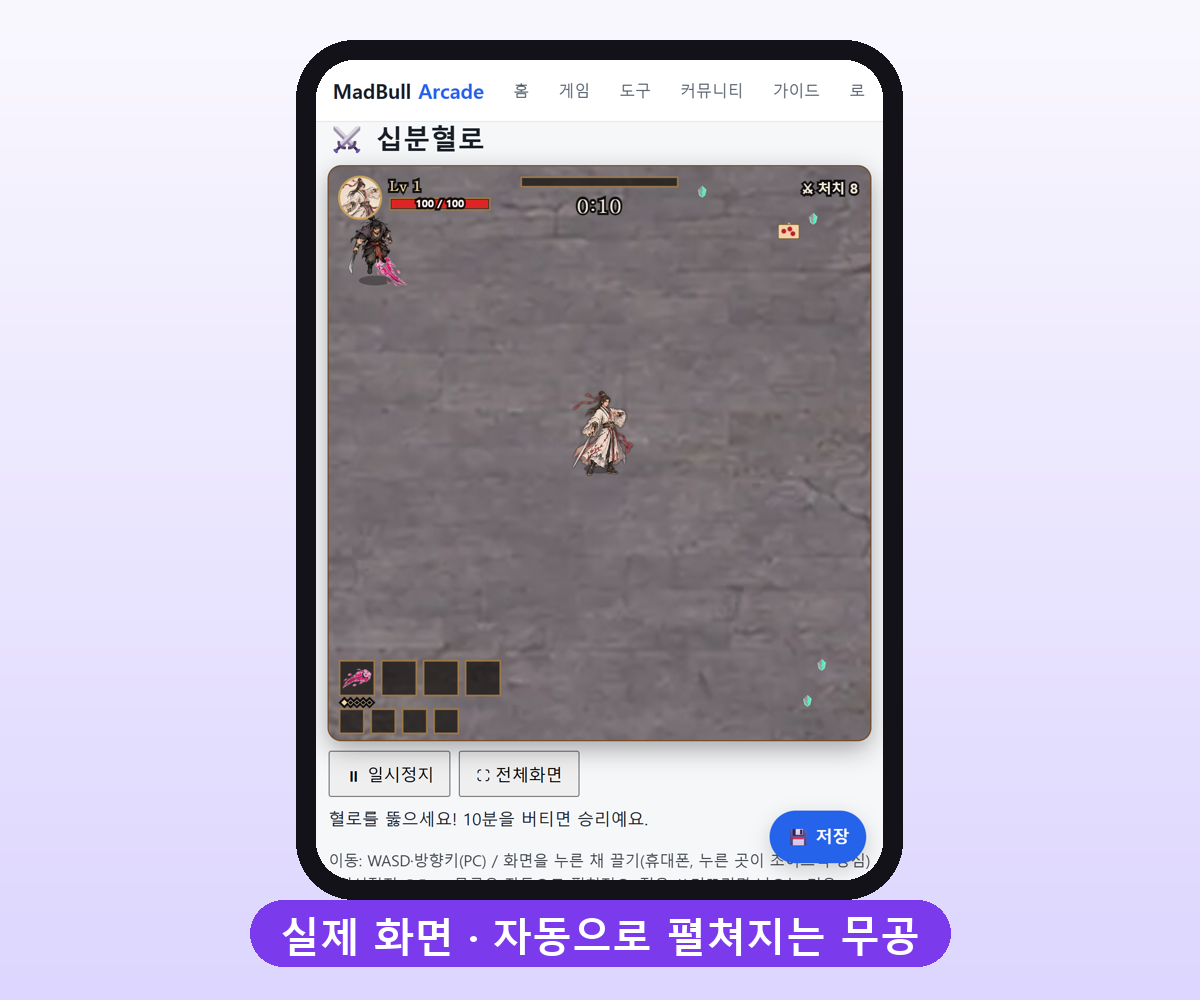 MadBull Arcade 홈 게임 도구 커뮤니티 가이드 로
십분혈로
Lv 1
100 / 100
0:10
처치 8
일시정지
전체화면
혈로를 뚫으세요! 10분을 버티면 승리예요.
저장
이동: WASD·방향키(PC) / 화면을 누른 채 끌기(휴대폰, 누른 곳이
실제 화면 · 자동으로 펼쳐지는 무공